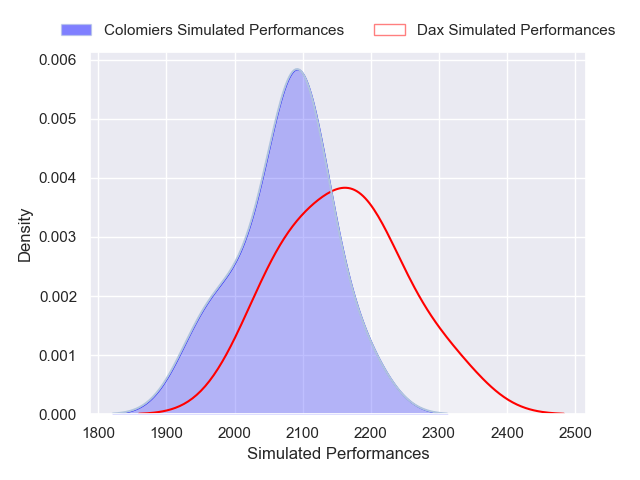 Colomiers Simulated Performances Dax Simulated Performances
0.006
0.005
0.004
0.003
0.002
0.001
0.000
Density
1800 1900 2000 2100 2200 2300 2400 2500
Simulated Performances